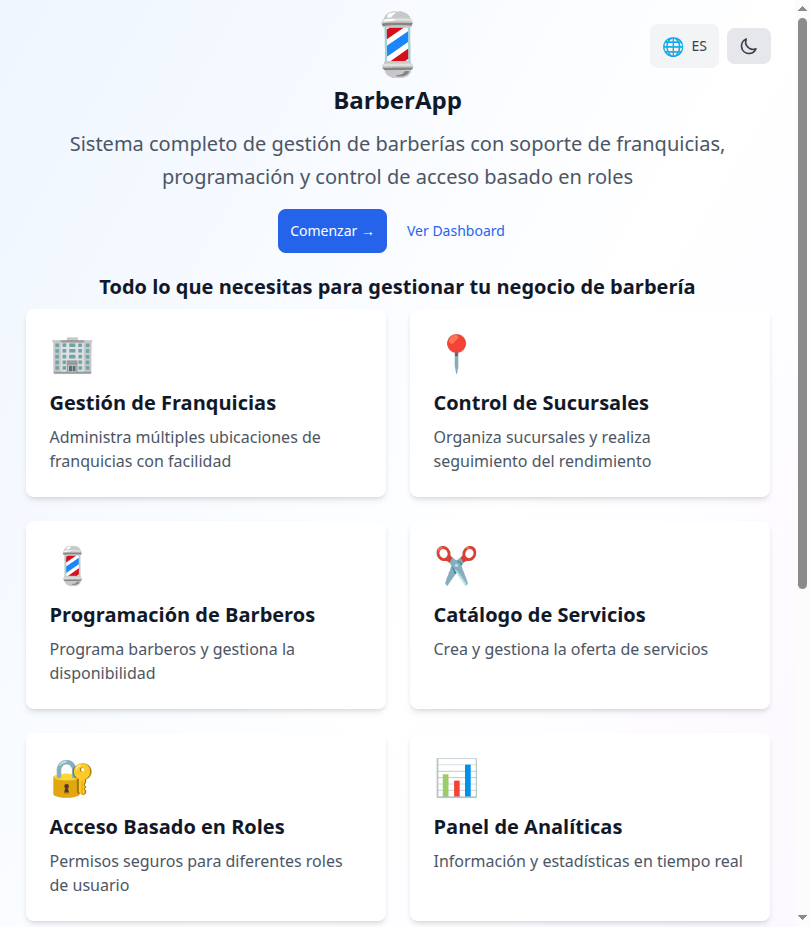 ES
BarberApp
Sistema completo de gestión de barberías con soporte de franquicias,
programación y control de acceso basado en roles
Comenzar →
Ver Dashboard
Todo lo que necesitas para gestionar tu negocio de barbería
Gestión de Franquicias
Administra múltiples ubicaciones de
franquicias con facilidad
Control de Sucursales
Organiza sucursales y realiza
seguimiento del rendimiento
Programación de Barberos
Programa barberos y gestiona la
disponibilidad
Catálogo de Servicios
Crea y gestiona la oferta de servicios
Acceso Basado en Roles
Permisos seguros para diferentes roles
de usuario
Panel de Analíticas
Información y estadísticas en tiempo real